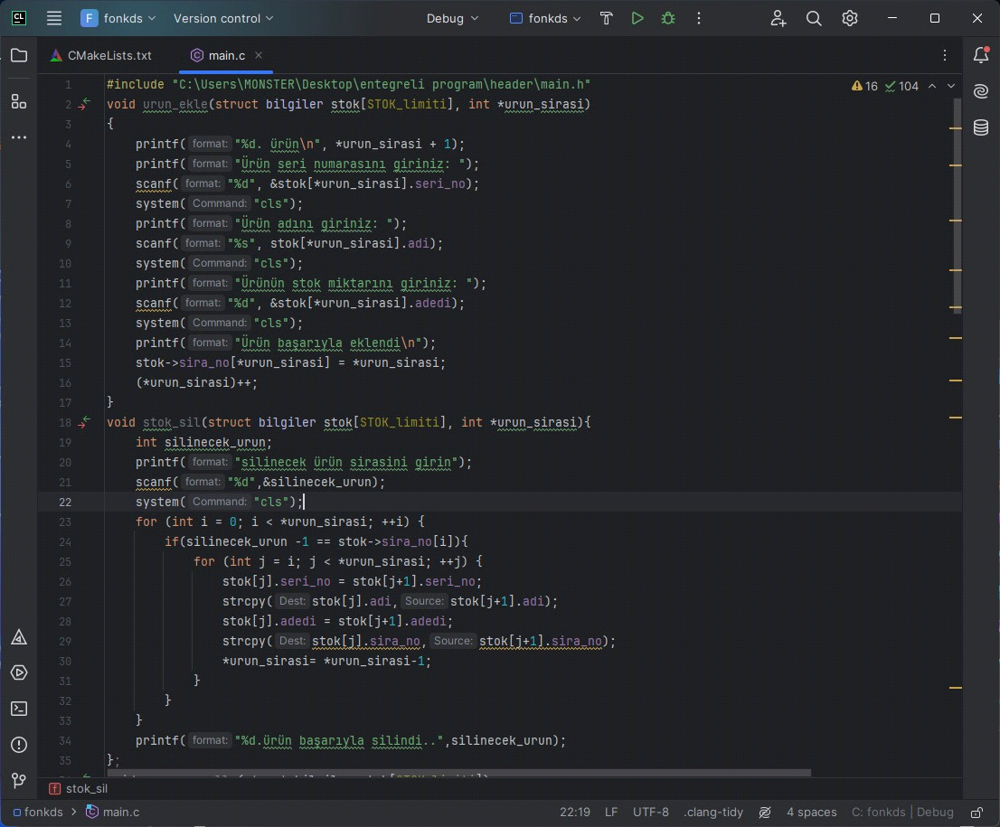 CL F fonkds Version control Debug fonkds
CMakeLists.txt main.c
16 104
1 #include "C:\Users\MONSTER\Desktop\entegreli program\header\main.h"
2 void urun_ekle(struct bilgiler stok[STOK_limiti], int *urun_sirasi)
3 {
4 printf( format: "%d. ürün\n", *urun_sirasi + 1);
5 printf( format: "Ürün seri numarasını giriniz: ");
6 scanf( format: "%d", &stok[*urun_sirasi].seri_no);
7 system( Command: "cls");
8 printf( format: "Ürün adını giriniz: ");
9 scanf( format: "%s", stok[*urun_sirasi].adi);
10 system( Command: "cls");
11 printf( format: "Ürünün stok miktarını giriniz: ");
12 scanf( format: "%d", &stok[*urun_sirasi].adedi);
13 system( Command: "cls");
14 printf( format: "Ürün başarıyla eklendi\n");
15 stok->sira_no[*urun_sirasi] = *urun_sirasi;
16 (*urun_sirasi)++;
17 }
18 void stok_sil(struct bilgiler stok[STOK_limiti], int *urun_sirasi){
19 int silinecek_urun;
20 printf( format: "silinecek ürün sirasini girin");
21 scanf( format: "%d",&silinecek_urun);
22 system( Command: "cls");
23 for (int i = 0; i < *urun_sirasi; ++i) {
24 if(silinecek_urun -1 == stok->sira_no[i]){
25 for (int j = i; j < *urun_sirasi; ++j) {
26 stok[j].seri_no = stok[j+1].seri_no;
27 strcpy( Dest: stok[j].adi, Source: stok[j+1].adi);
28 stok[j].adedi = stok[j+1].adedi;
29 strcpy( Dest: stok[j].sira_no, Source: stok[j+1].sira_no);
30 *urun_sirasi= *urun_sirasi-1;
31 }
32 }
33 }
34 printf( format: "%d.ürün başarıyla silindi..",silinecek_urun);
35 };
f stok_sil
fonkds > main.c 22:19 LF UTF-8 .clang-tidy 4 spaces C: fonkds | Debug